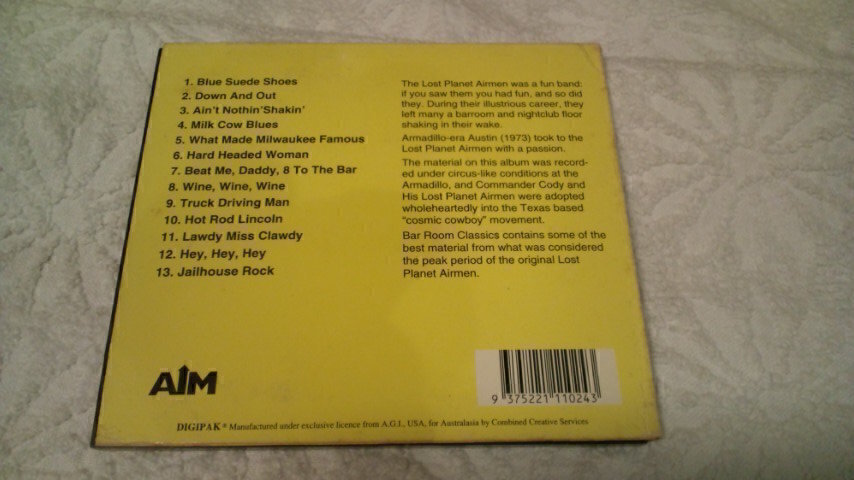 1. Blue Suede Shoes
2. Down And Out
3. Ain't Nothin'Shakin'
4. Milk Cow Blues
5. What Made Milwaukee Famous
6. Hard Headed Woman
7. Beat Me, Daddy, 8 To The Bar
8. Wine, Wine, Wine
9. Truck Driving Man
10. Hot Rod Lincoln
11. Lawdy Miss Clawdy
12. Hey, Hey, Hey
13. Jailhouse Rock
The Lost Planet Airmen was a fun band:
if you saw them you had fun, and so did
they. During their illustrious career, they
left many a barroom and nightclub floor
shaking in their wake.
Armadillo-era Austin (1973) took to the
Lost Planet Airmen with a passion.
The material on this album was record-
ed under circus-like conditions at the
Armadillo, and Commander Cody and
His Lost Planet Airmen were adopted
wholeheartedly into the Texas based
"cosmic cowboy" movement.
Bar Room Classics contains some of the
best material from what was considered
the peak period of the original Lost
Planet Airmen.
AIM
9 375221 110243
DIGIPAK ® Manufactured under exclusive licence from A.G.I., USA, for Australasia by Combined Creative Services